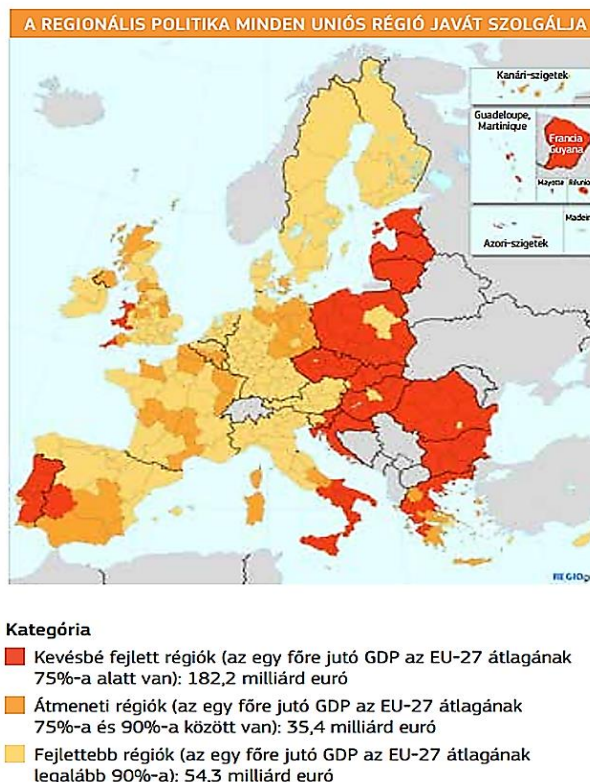 A REGIONÁLIS POLITIKA MINDEN UNIÓS RÉGIÓ JAVÁT SZOLGÁLJA
Kanári-szigetek
Guadeloupe,
Martinique
Francia
Guyana
Mayotte
Réunion
Azori-szigetek
Madeir
REGIOg
Kategória
Kevésbé fejlett régiók (az egy főre jutó GDP az EU-27 átlagának
75%-a alatt van): 182,2 milliárd euró
Átmeneti régiók (az egy főre jutó GDP az EU-27 átlagának
75%-a és 90%-a között van): 35,4 milliárd euró
Fejlettebb régiók (az egy főre jutó GDP az EU-27 átlagának
legalább 90%-a): 54,3 milliárd euró